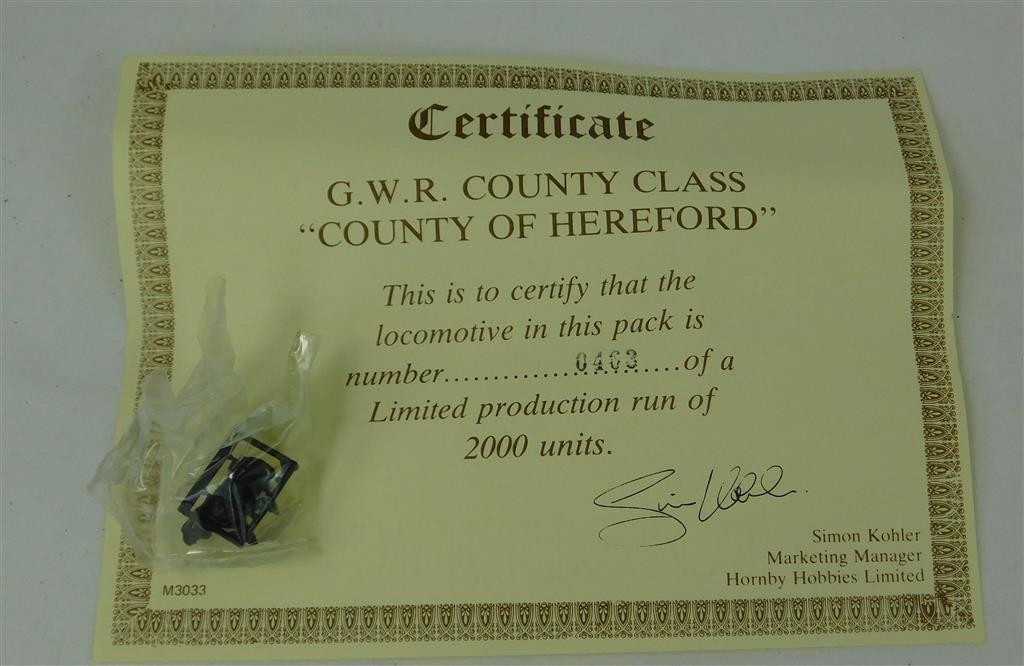 Certificate
G.W.R. COUNTY CLASS
“COUNTY OF HEREFORD”
This is to certify that the
locomotive in this pack is
number.............0463.....of a
Limited production run of
2000 units.
Simon Kohler
Marketing Manager
Hornby Hobbies Limited
M3033